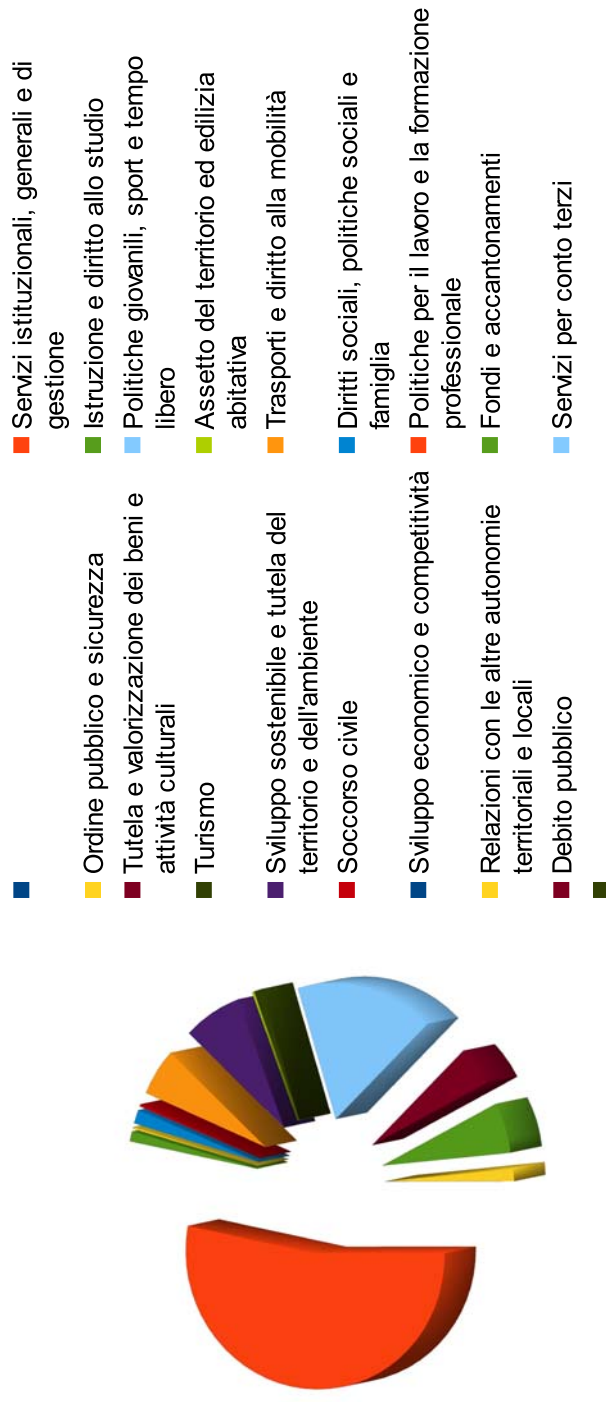 Servizi istituzionali, generali e di
gestione
Ordine pubblico e sicurezza
Istruzione e diritto allo studio
Tutela e valorizzazione dei beni e
attività culturali
Politiche giovanili, sport e tempo
libero
Turismo
Assetto del territorio ed edilizia
abitativa
Sviluppo sostenibile e tutela del
territorio e dell'ambiente
Trasporti e diritto alla mobilità
Soccorso civile
Diritti sociali, politiche sociali e
famiglia
Sviluppo economico e competitività
Politiche per il lavoro e la formazione
professionale
Relazioni con le altre autonomie
territoriali e locali
Fondi e accantonamenti
Debito pubblico
Servizi per conto terzi